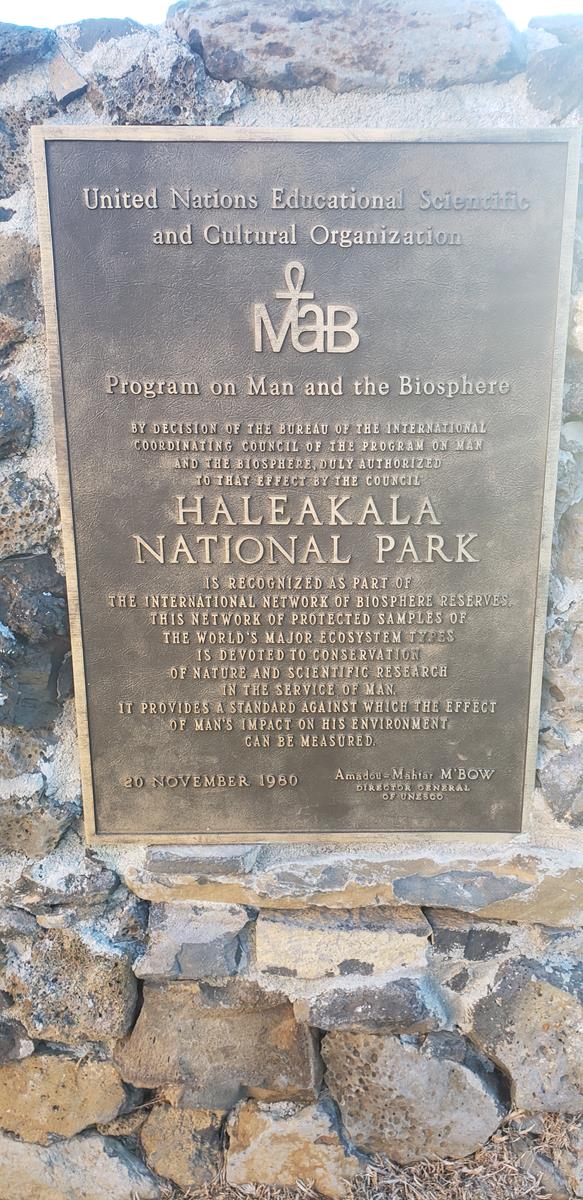 United Nations Educational Scientific
and Cultural Organization
MaB
Program on Man and the Biosphere
BY DECISION OF THE BUREAU OF THE INTERNATIONAL
COORDINATING COUNCIL OF THE PROGRAM ON MAN
AND THE BIOSPHERE, DULY AUTHORIZED
TO THAT EFFECT BY THE COUNCIL
HALEAKALA
NATIONAL PARK
IS RECOGNIZED AS PART OF
THE INTERNATIONAL NETWORK OF BIOSPHERE RESERVES.
THIS NETWORK OF PROTECTED SAMPLES OF
THE WORLD'S MAJOR ECOSYSTEM TYPES
IS DEVOTED TO CONSERVATION
OF NATURE AND SCIENTIFIC RESEARCH
IN THE SERVICE OF MAN.
IT PROVIDES A STANDARD AGAINST WHICH THE EFFECT
OF MAN'S IMPACT ON HIS ENVIRONMENT
CAN BE MEASURED.
20 NOVEMBER 1980
Amadou-Mahtar M'BOW
DIRECTOR GENERAL
OF UNESCO